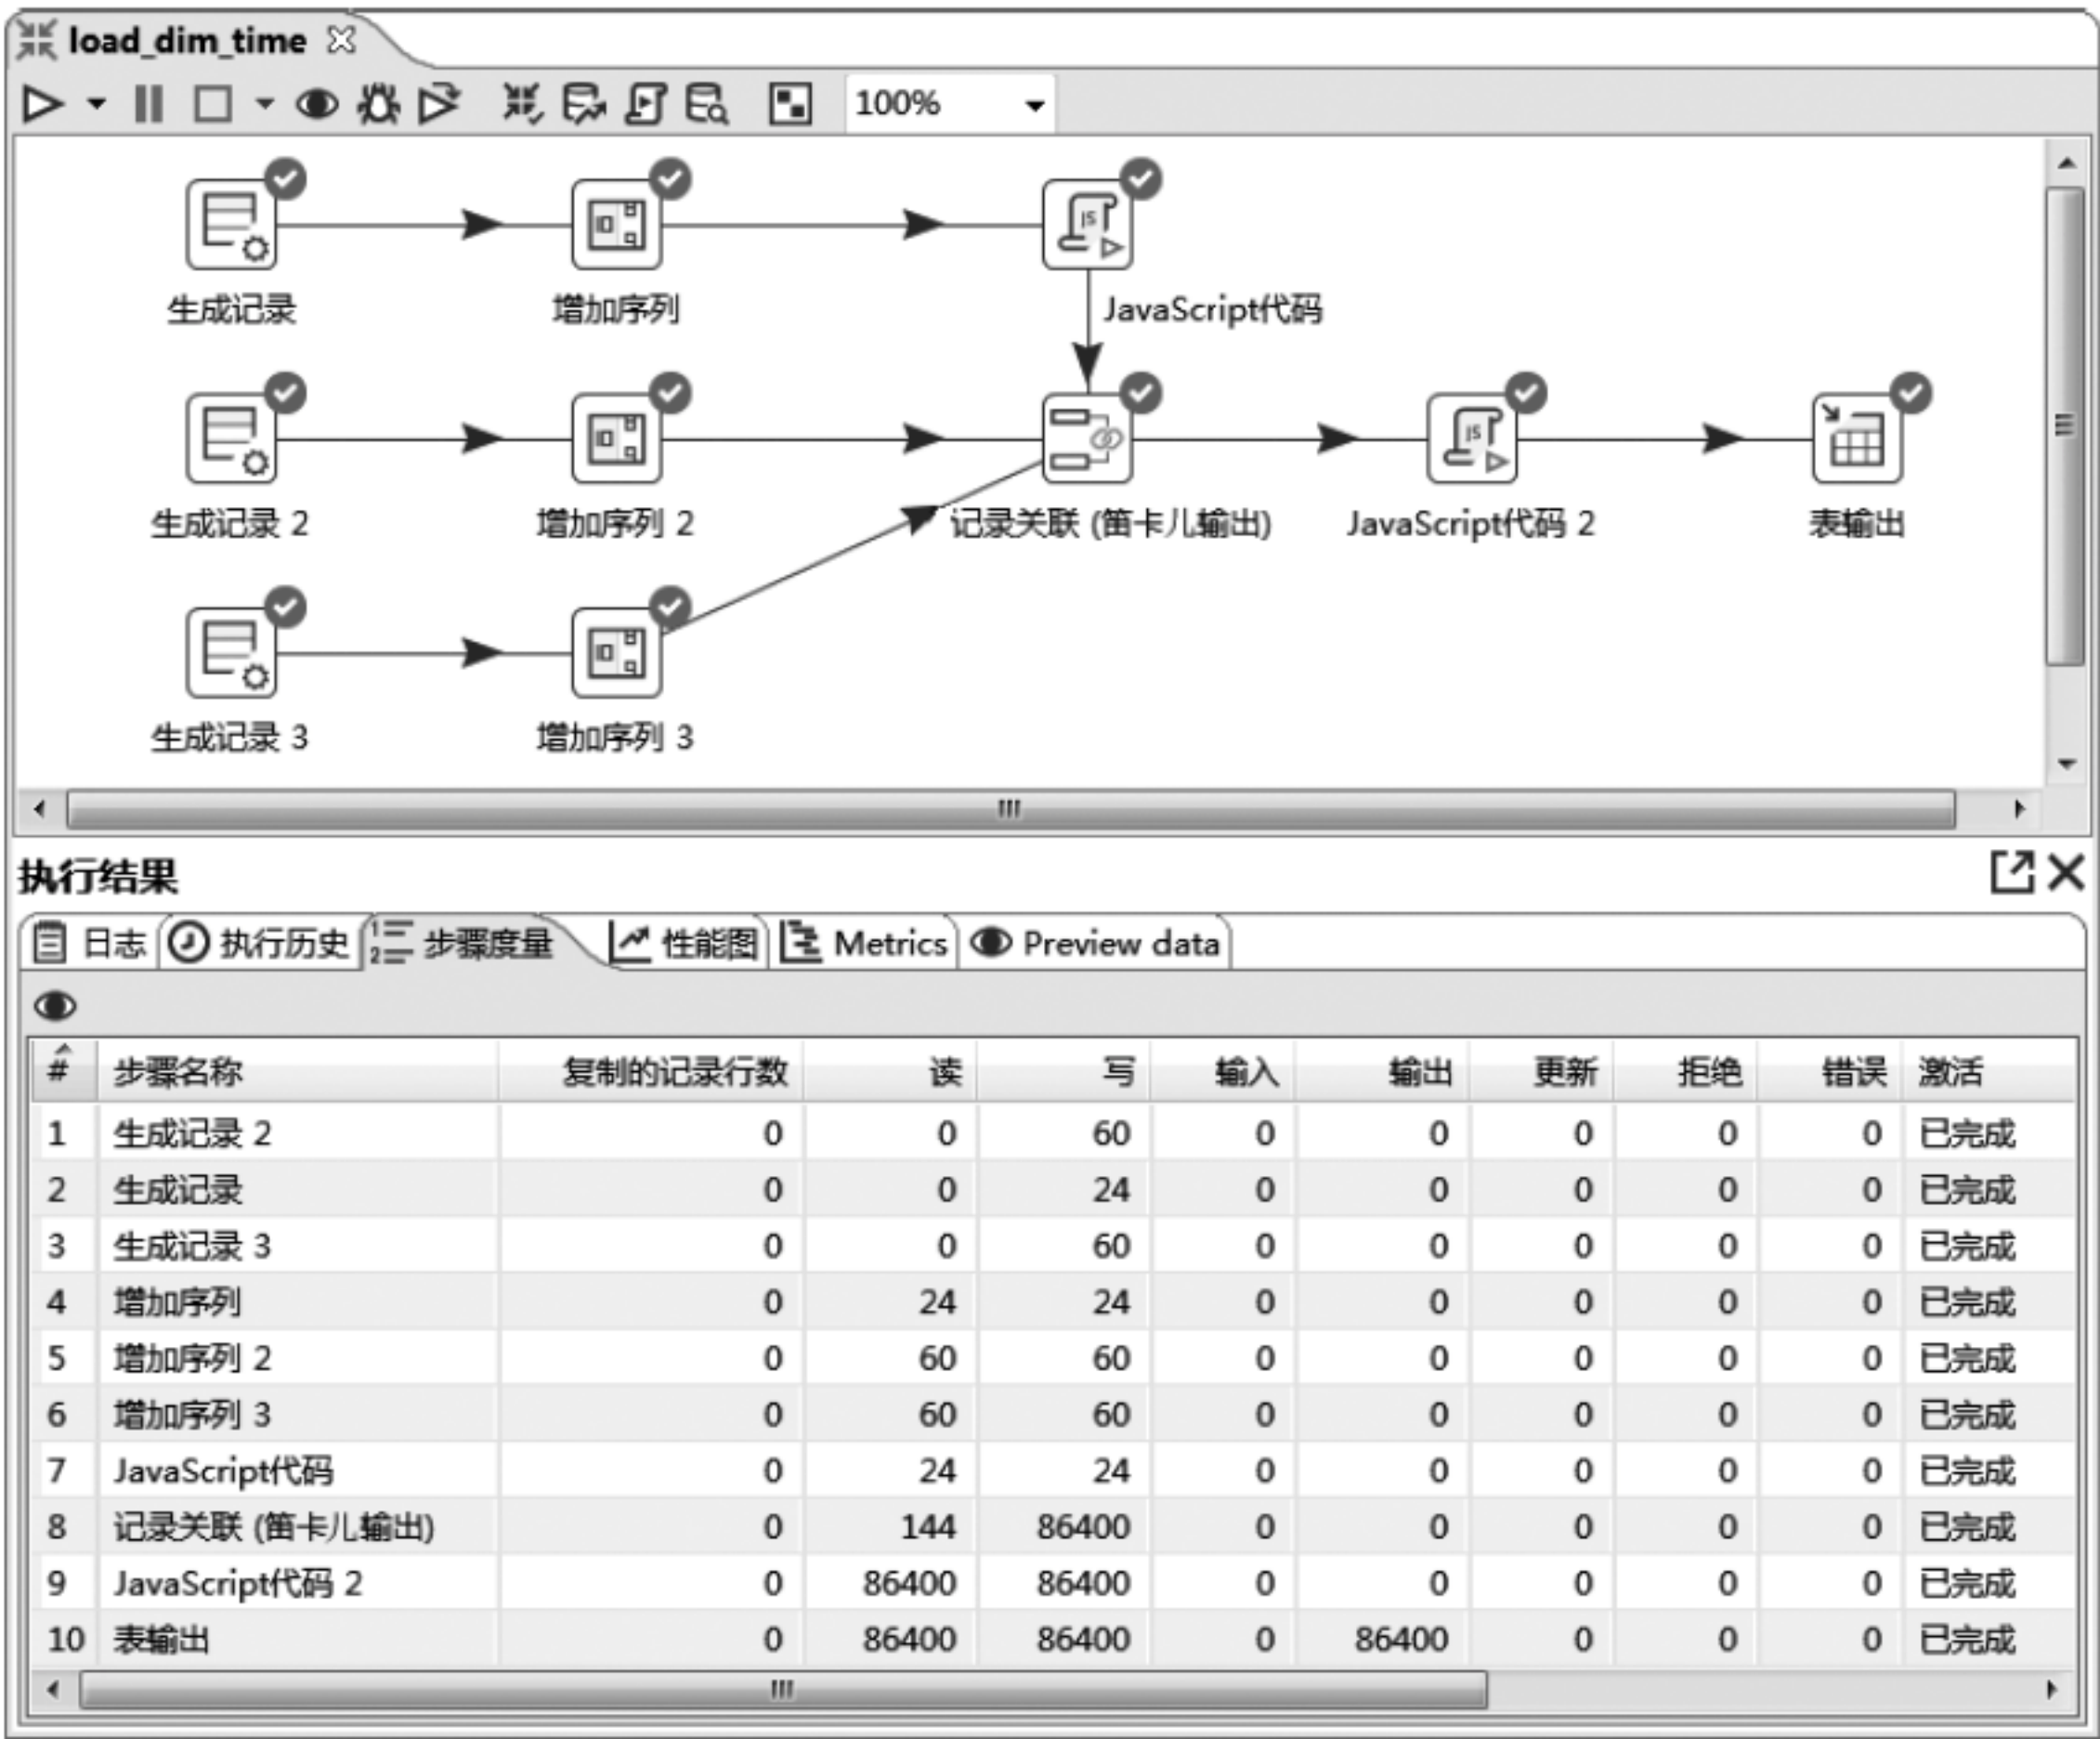 load_dim_time
100%
生成记录
增加序列
JavaScript代码
生成记录 2
增加序列 2
记录关联 (笛卡儿输出)
JavaScript代码 2
表输出
生成记录 3
增加序列 3
执行结果
日志 执行历史 步骤度量 性能图 Metrics Preview data
# 步骤名称 复制的记录行数 读 写 输入 输出 更新 拒绝 错误 激活
1 生成记录 2 0 0 60 0 0 0 0 0 已完成
2 生成记录 0 0 24 0 0 0 0 0 已完成
3 生成记录 3 0 0 60 0 0 0 0 0 已完成
4 增加序列 0 24 24 0 0 0 0 0 已完成
5 增加序列 2 0 60 60 0 0 0 0 0 已完成
6 增加序列 3 0 60 60 0 0 0 0 0 已完成
7 JavaScript代码 0 24 24 0 0 0 0 0 已完成
8 记录关联 (笛卡儿输出) 0 144 86400 0 0 0 0 0 已完成
9 JavaScript代码 2 0 86400 86400 0 0 0 0 0 已完成
10 表输出 0 86400 86400 0 86400 0 0 0 已完成